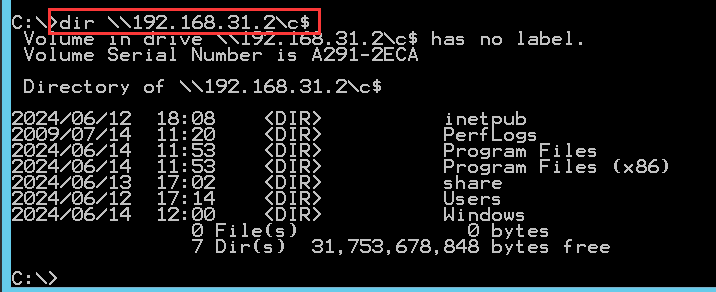 C:\>dir \\192.168.31.2\c$
 Volume in drive \\192.168.31.2\c$ has no label.
 Volume Serial Number is A291-2ECA
 Directory of \\192.168.31.2\c$
2024/06/12  18:08    <DIR>          inetpub
2009/07/14  11:20    <DIR>          PerfLogs
2024/06/14  11:53    <DIR>          Program Files
2024/06/14  11:53    <DIR>          Program Files (x86)
2024/06/13  17:02    <DIR>          share
2024/06/12  17:14    <DIR>          Users
2024/06/14  12:00    <DIR>          Windows
               0 File(s)              0 bytes
               7 Dir(s)  31,753,678,848 bytes free
C:\>